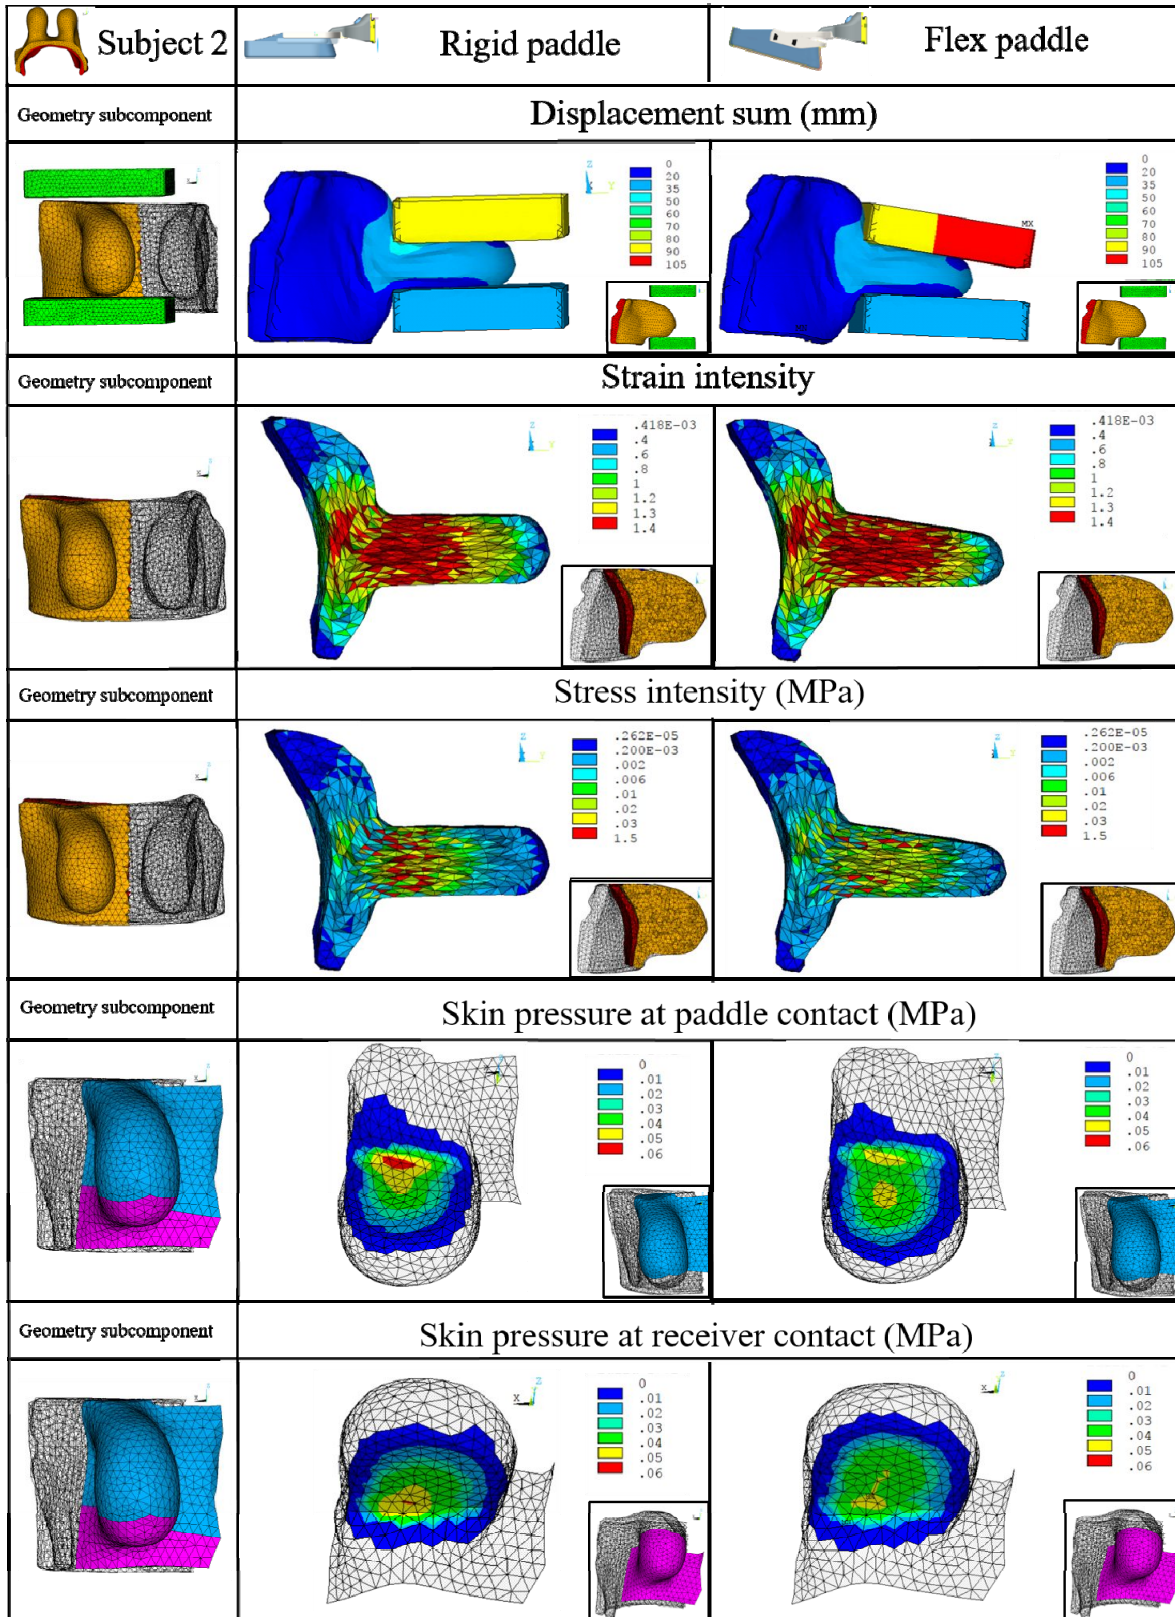 Subject 2
Rigid paddle
Flex paddle
Geometry subcomponent
Displacement sum (mm)
Z
Y
0
20
35
50
60
70
80
90
105
MX
0
20
35
50
60
70
80
90
105
Geometry subcomponent
Strain intensity
X
Z
Y
.418E-03
.4
.6
.8
1
1.2
1.3
1.4
Z
Y
.418E-03
.4
.6
.8
1
1.2
1.3
1.4
Geometry subcomponent
Stress intensity (MPa)
X
Z
Y
.262E-05
.200E-03
.002
.006
.01
.02
.03
1.5
Z
Y
.262E-05
.200E-03
.002
.006
.01
.02
.03
1.5
Geometry subcomponent
Skin pressure at paddle contact (MPa)
X
Z
0
.01
.02
.03
.04
.05
.06
0
.01
.02
.03
.04
.05
.06
Geometry subcomponent
Skin pressure at receiver contact (MPa)
X
Z
X
Z
0
.01
.02
.03
.04
.05
.06
X
Z
0
.01
.02
.03
.04
.05
.06